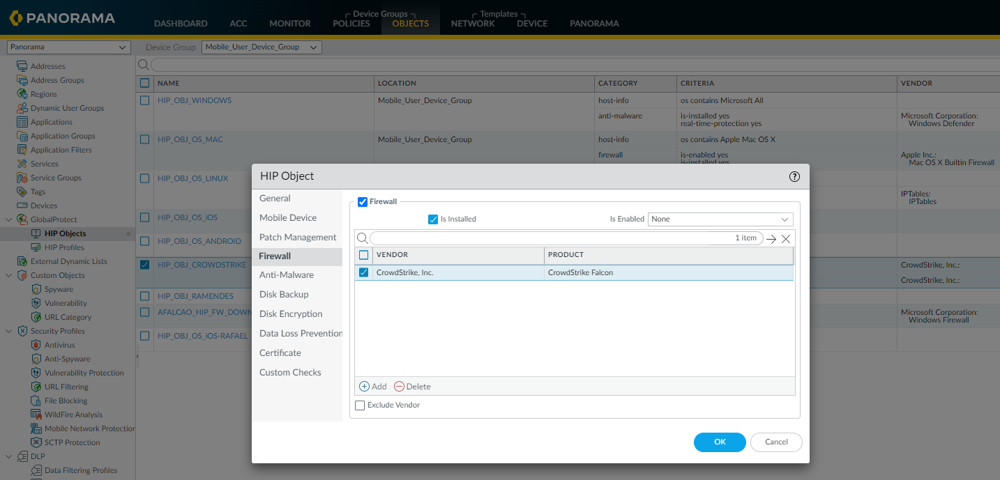 PANORAMA
Device Groups
Templates
DASHBOARD ACC MONITOR POLICIES OBJECTS NETWORK DEVICE PANORAMA
Panorama
Device Group Mobile_User_Device_Group
Addresses
Address Groups
Regions
Dynamic User Groups
Applications
Application Groups
Application Filters
Services
Service Groups
Tags
Devices
GlobalProtect
HIP Objects
HIP Profiles
External Dynamic Lists
Custom Objects
Spyware
Vulnerability
URL Category
Security Profiles
Antivirus
Anti-Spyware
Vulnerability Protection
URL Filtering
File Blocking
WildFire Analysis
Mobile Network Protection
SCTP Protection
DLP
Data Filtering Profiles
NAME LOCATION CATEGORY CRITERIA VENDOR
HIP_OBJ_WINDOWS Mobile_User_Device_Group host-info os contains Microsoft All
anti-malware is-installed yes Microsoft Corporation:
real-time-protection yes Windows Defender
HIP_OBJ_OS_MAC Mobile_User_Device_Group host-info os contains Apple Mac OS X
firewall is-enabled yes Apple Inc.:
is-installed yes Mac OS X Builtin Firewall
HIP_OBJ_OS_LINUX
IPTables:
IPTables
HIP_OBJ_OS_iOS
HIP_OBJ_OS_ANDROID
HIP_OBJ_CROWDSTRIKE CrowdStrike, Inc.:
CrowdStrike, Inc.:
HIP_OBJ_RAMENDES
AFALCAO_HIP_FW_DOWN Microsoft Corporation:
Windows Firewall
HIP_OBJ_OS_iOS-RAFAEL
HIP Object
General
Mobile Device
Patch Management
Firewall
Anti-Malware
Disk Backup
Disk Encryption
Data Loss Prevention
Certificate
Custom Checks
Firewall
Is Installed Is Enabled None
1 item
VENDOR PRODUCT
CrowdStrike, Inc. CrowdStrike Falcon
Add Delete
Exclude Vendor
OK Cancel